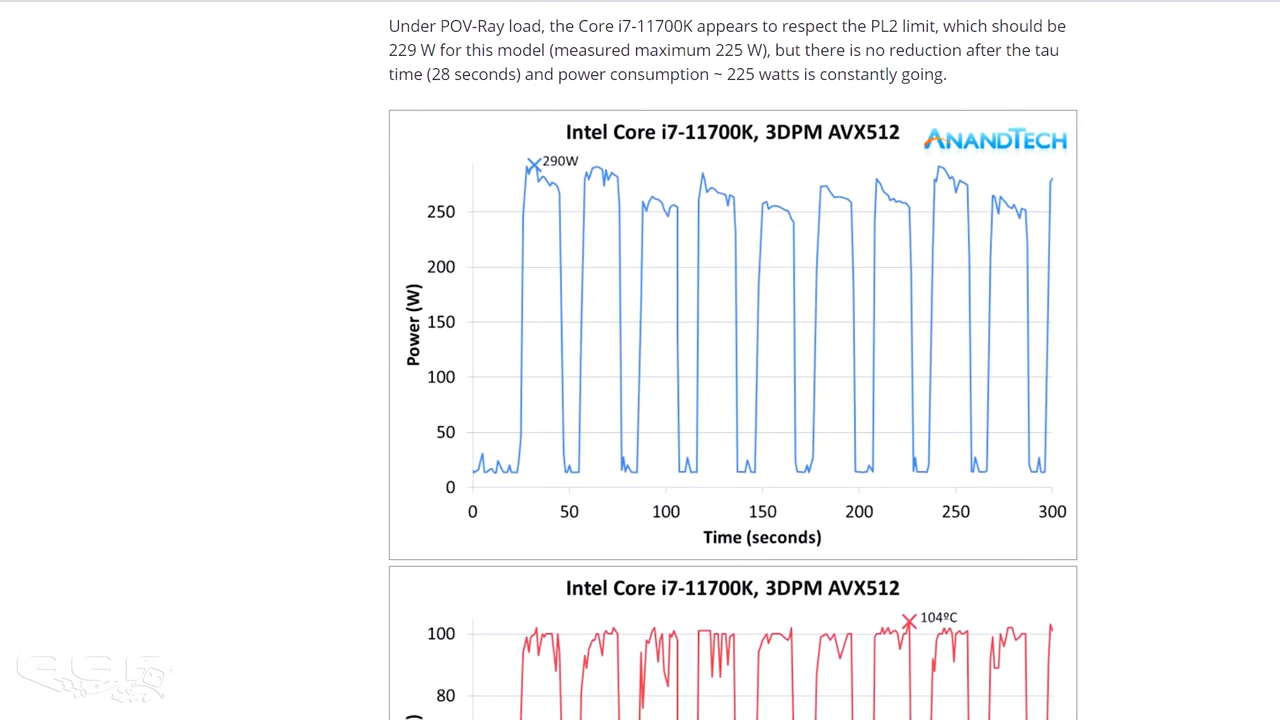 Under POV-Ray load, the Core i7-11700K appears to respect the PL2 limit, which should be
229 W for this model (measured maximum 225 W), but there is no reduction after the tau
time (28 seconds) and power consumption ~ 225 watts is constantly going.
Intel Core i7-11700K, 3DPM AVX512
ANANDTECH
290W
250
200
150
100
50
0
Power (W)
0 50 100 150 200 250 300
Time (seconds)
Intel Core i7-11700K, 3DPM AVX512
104ºC
100
80